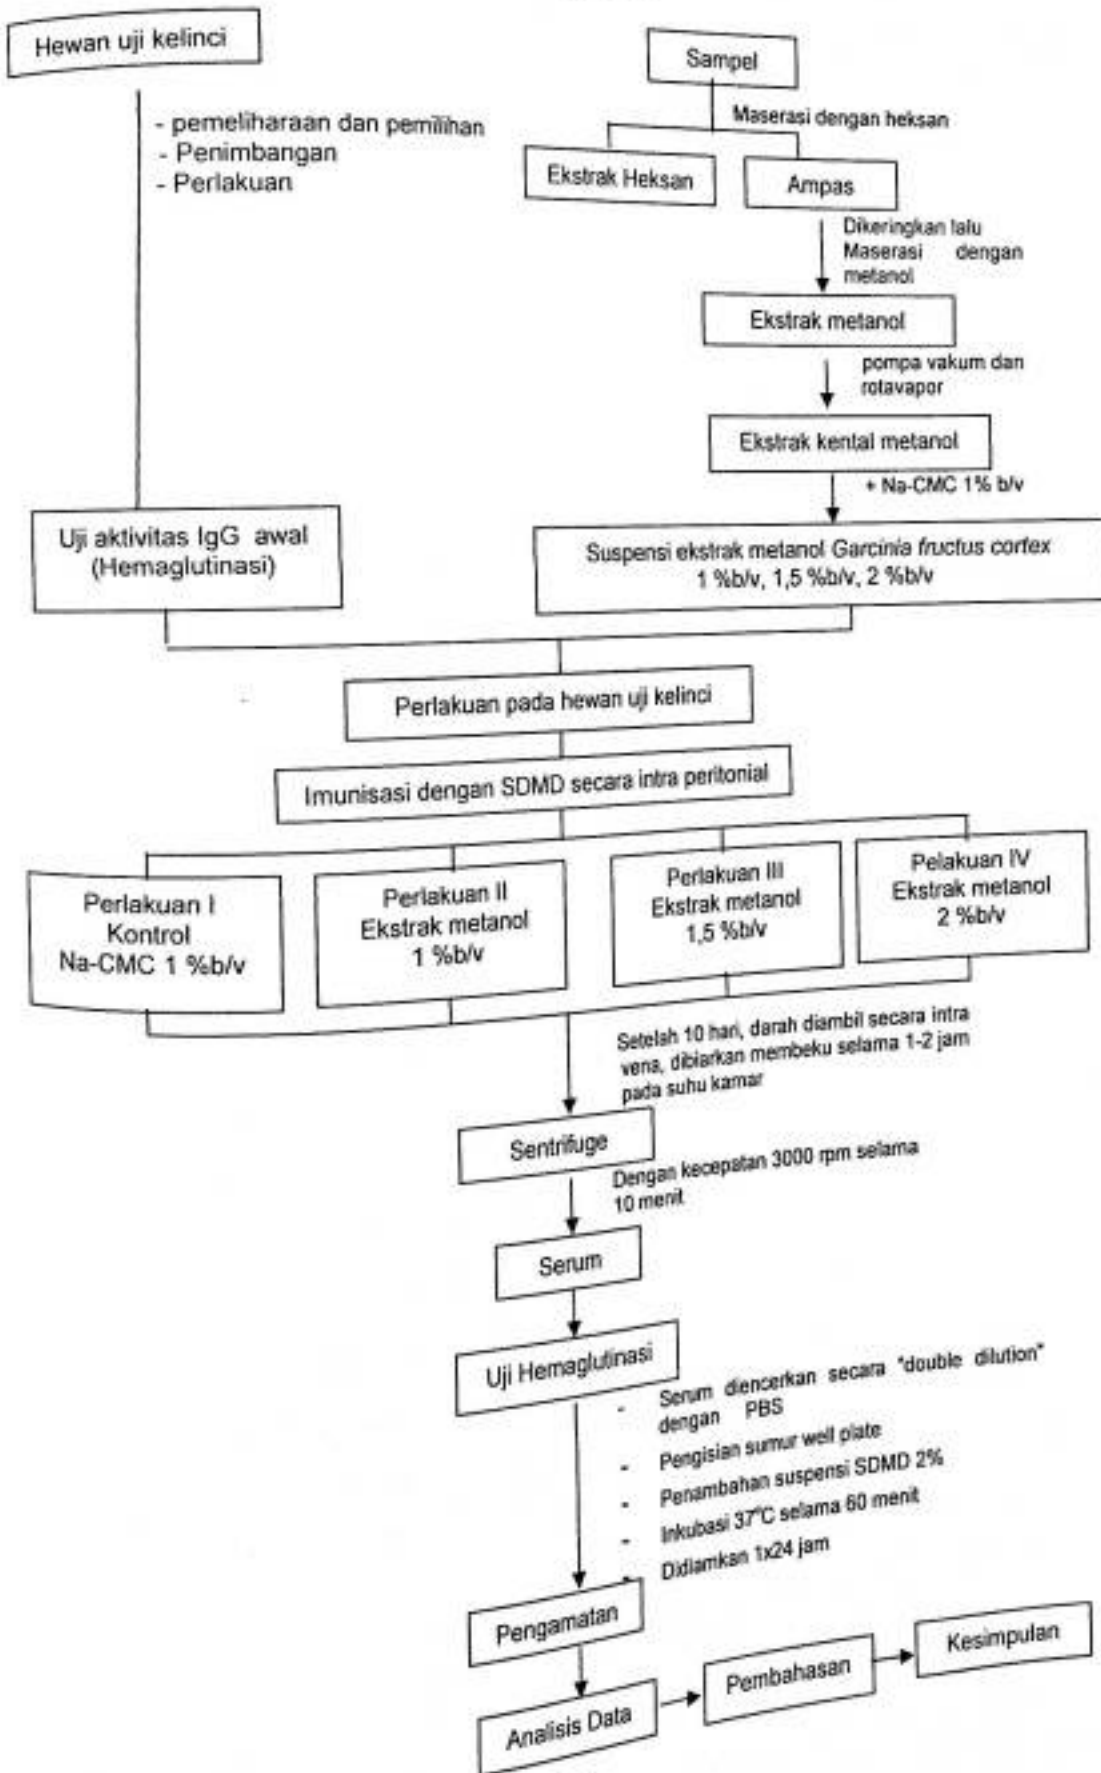 Hewan uji kelinci
- pemeliharaan dan pemilihan
- Penimbangan
- Perlakuan
Sampel
Maserasi dengan heksan
Ekstrak Heksan
Ampas
Dikeringkan lalu
Maserasi dengan
metanol
Ekstrak metanol
pompa vakum dan
rotavapor
Ekstrak kental metanol
+ Na-CMC 1% b/v
Uji aktivitas IgG awal
(Hemaglutinasi)
Suspensi ekstrak metanol Garcinia fructus cortex
1 %b/v, 1,5 %b/v, 2 %b/v
Perlakuan pada hewan uji kelinci
Imunisasi dengan SDMD secara intra peritonial
Perlakuan I
Kontrol
Na-CMC 1 %b/v
Perlakuan II
Ekstrak metanol
1 %b/v
Perlakuan III
Ekstrak metanol
1,5 %b/v
Pelakuan IV
Ekstrak metanol
2 %b/v
Setelah 10 hari, darah diambil secara intra
vena, dibiarkan membeku selama 1-2 jam
pada suhu kamar
Sentrifuge
Dengan kecepatan 3000 rpm selama
10 menit
Serum
Uji Hemaglutinasi
- Serum diencerkan secara "double dilution"
dengan PBS
- Pengisian sumur well plate
- Penambahan suspensi SDMD 2%
- Inkubasi 37°C selama 60 menit
- Didiamkan 1x24 jam
Pengamatan
Analisis Data
Pembahasan
Kesimpulan